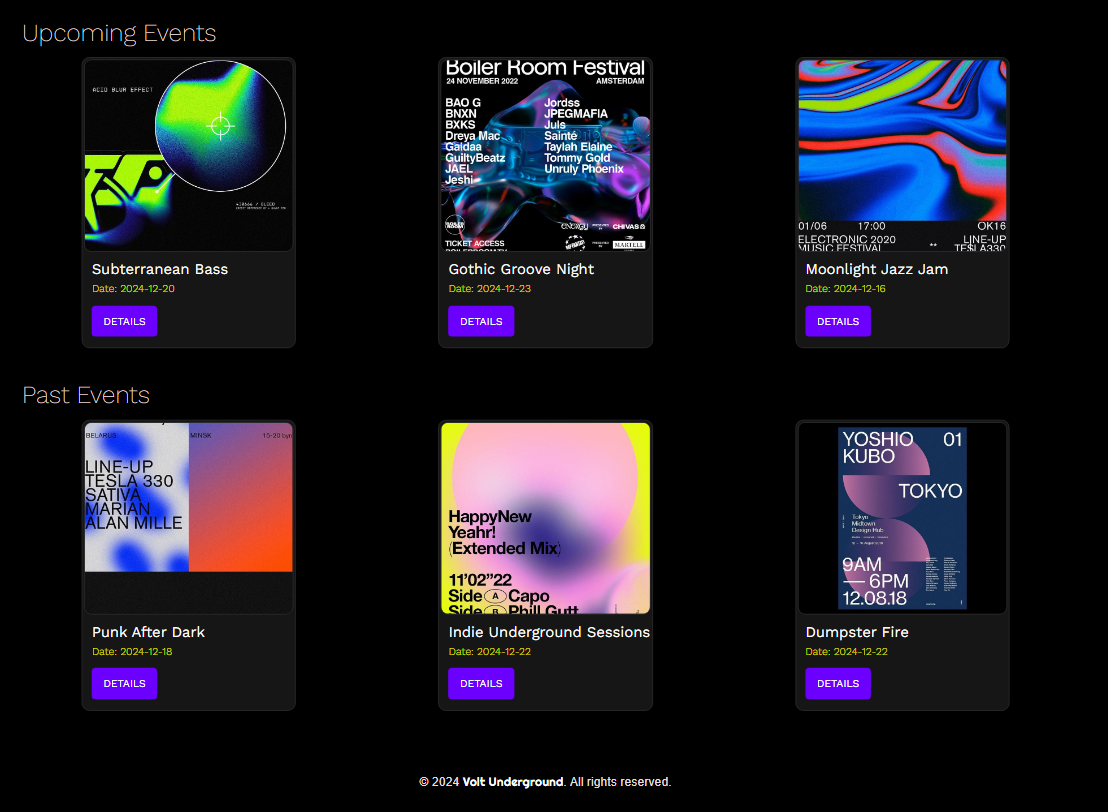 Upcoming Events
ACID BLUR EFFECT
Boiler Room Festival
24 NOVEMBER 2022 AMSTERDAM
BAO G
BNXN
BXKS
Dreya Mac
Gaidaa
GuiltyBeatz
JAEL
Jeshi
Jordss
JPEGMAFIA
Juls
Sainté
Taylah Elaine
Tommy Gold
Unruly Phoenix
CHIVAS
MARTELL
TICKET ACCESS
01/06 17:00 OK16
ELECTRONIC 2020
MUSIC FESTIVAL
**
LINE-UP
TESLA330
Subterranean Bass
Date: 2024-12-20
DETAILS
Gothic Groove Night
Date: 2024-12-23
DETAILS
Moonlight Jazz Jam
Date: 2024-12-16
DETAILS
Past Events
BELARUS MINSK 15-20 byn
LINE-UP
TESLA 330
SATIVA
MARIAN
ALAN MILLE
HappyNew
Yeahr!
(Extended Mix)
11'02"22
Side A Capo
Side B Phill Gutt
YOSHIO 01
KUBO
TOKYO
Tokyo
Midtown
Design Hub
9AM
— 6PM
12.08.18
Punk After Dark
Date: 2024-12-18
DETAILS
Indie Underground Sessions
Date: 2024-12-22
DETAILS
Dumpster Fire
Date: 2024-12-22
DETAILS
© 2024 Volt Underground. All rights reserved.